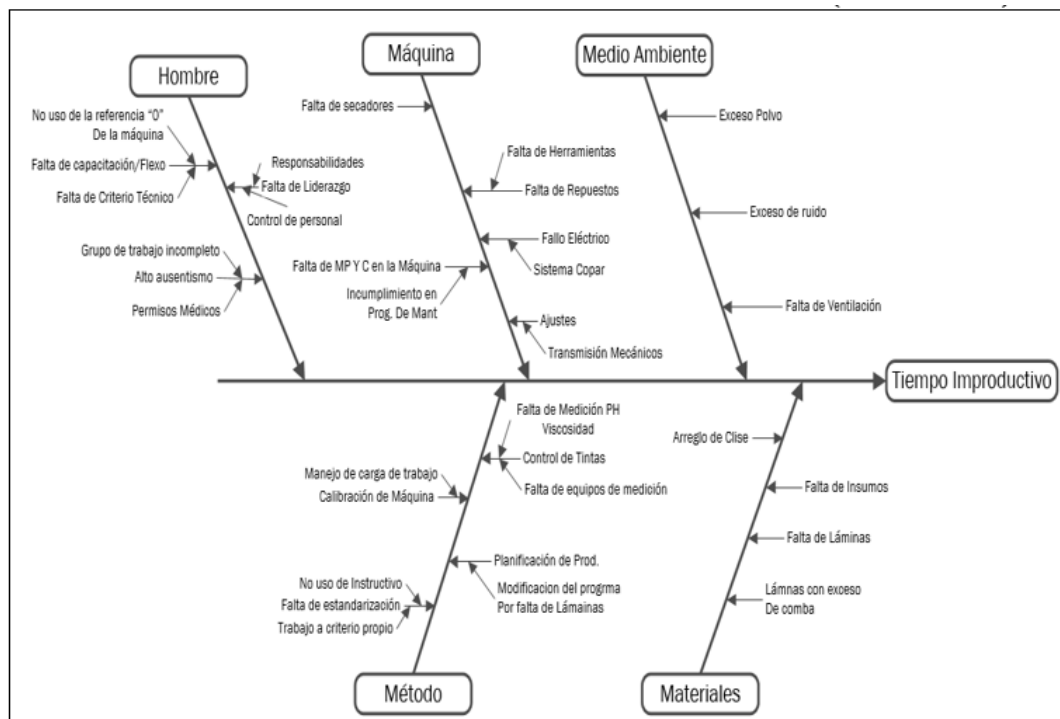 Hombre
No uso de la referencia "0"
De la máquina
Falta de capacitación/Flexo
Falta de Criterio Técnico
Responsabilidades
Falta de Liderazgo
Control de personal
Grupo de trabajo incompleto
Alto ausentismo
Permisos Médicos
Máquina
Falta de secadores
Falta de Herramientas
Falta de Repuestos
Fallo Eléctrico
Sistema Copar
Falta de MP Y C en la Máquina
Incumplimiento en
Prog. De Mant
Ajustes
Transmisión Mecánicos
Medio Ambiente
Exceso Polvo
Exceso de ruido
Falta de Ventilación
Tiempo Improductivo
Falta de Medición PH
Viscosidad
Control de Tintas
Falta de equipos de medición
Manejo de carga de trabajo
Calibración de Máquina
Planificación de Prod.
Modificacion del progrma
Por falta de Lámainas
No uso de Instructivo
Falta de estandarización
Trabajo a criterio propio
Método
Arreglo de Clise
Falta de Insumos
Falta de Láminas
Lámnas con exceso
De comba
Materiales